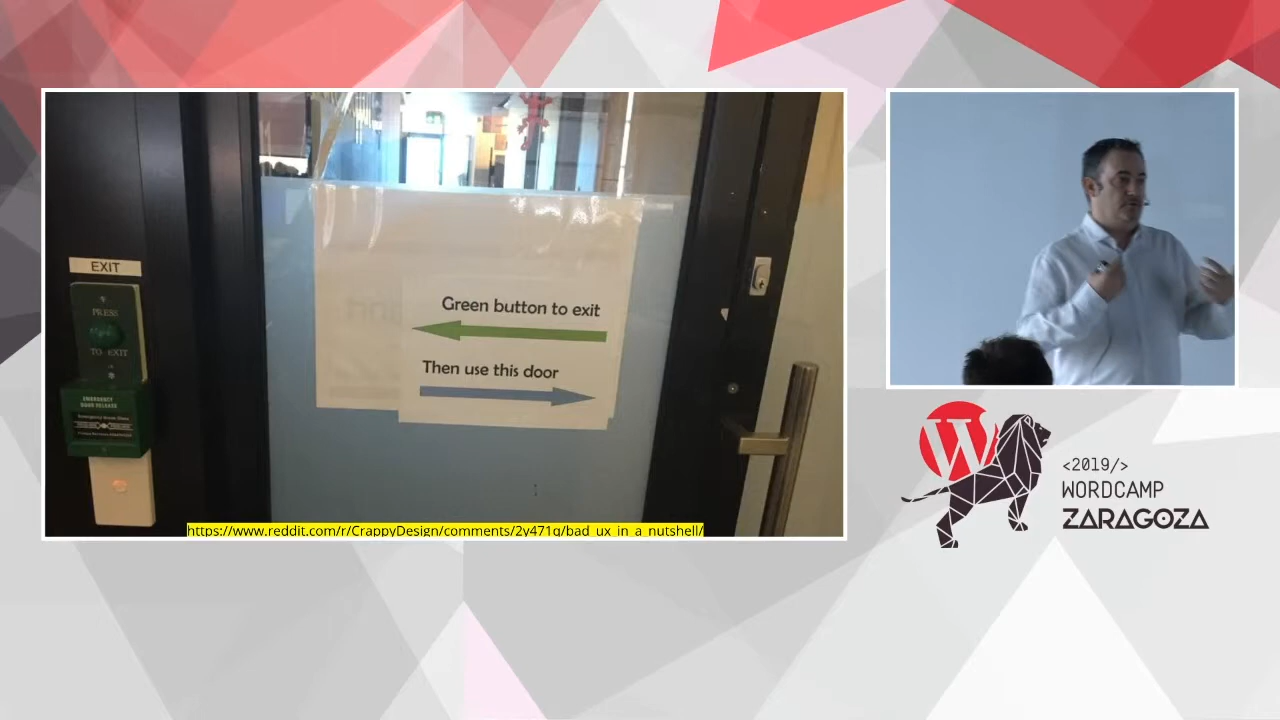 EXIT
PRESS
TO EXIT
EMERGENCY
DOOR RELEASE
Green button to exit
Then use this door
https://www.reddit.com/r/CrappyDesign/comments/2y471q/bad_ux_in_a_nutshell/
W
<2019/>
WORDCAMP
ZARAGOZA